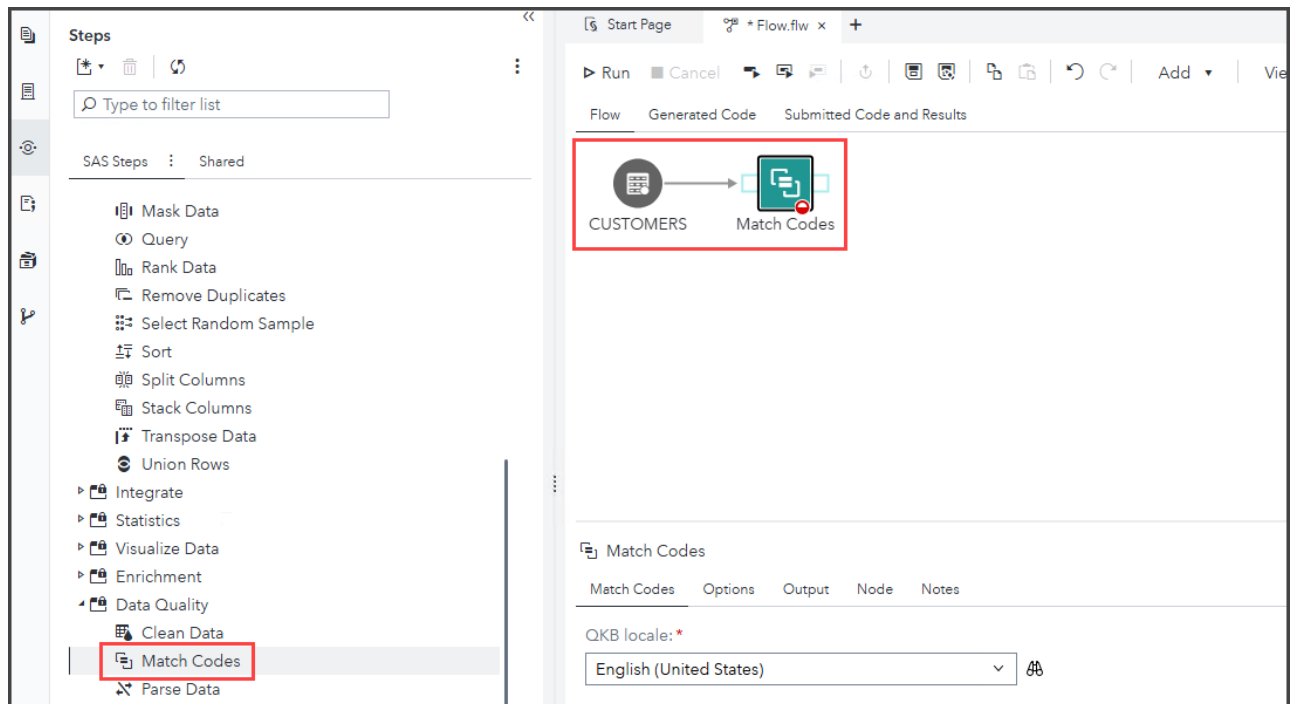 Steps
Type to filter list
SAS Steps
Shared
Mask Data
Query
Rank Data
Remove Duplicates
Select Random Sample
Sort
Split Columns
Stack Columns
Transpose Data
Union Rows
Integrate
Statistics
Visualize Data
Enrichment
Data Quality
Clean Data
Match Codes
Parse Data
Start Page
* Flow.flw
Run
Cancel
Add
Vie
Flow
Generated Code
Submitted Code and Results
CUSTOMERS
Match Codes
Match Codes
Match Codes
Options
Output
Node
Notes
QKB locale: *
English (United States)